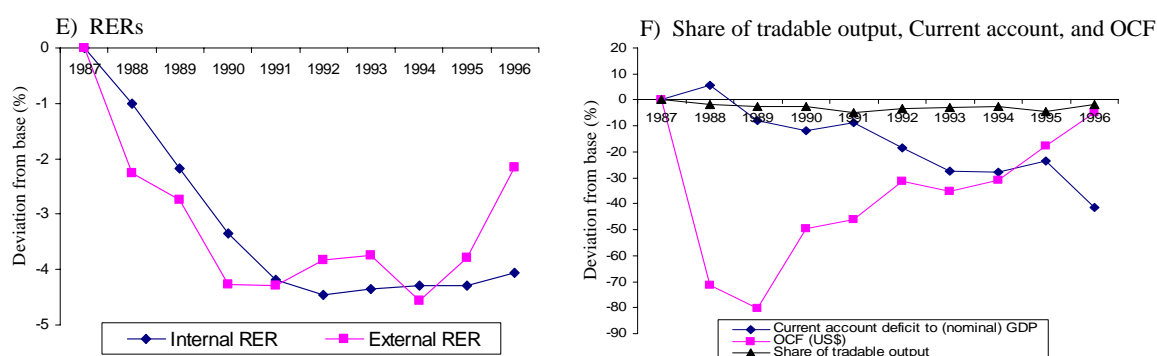 E) RERs
0
1987 1988 1989 1990 1991 1992 1993 1994 1995 1996
-1
-2
-3
-4
-5
Deviation from base (%)
Internal RER External RER
F) Share of tradable output, Current account, and OCF
20
10
0
1987 1988 1989 1990 1991 1992 1993 1994 1995 1996
-10
-20
-30
-40
-50
-60
-70
-80
-90
Deviation from base (%)
Current account deficit to (nominal) GDP
OCF (US$)
Share of tradable output